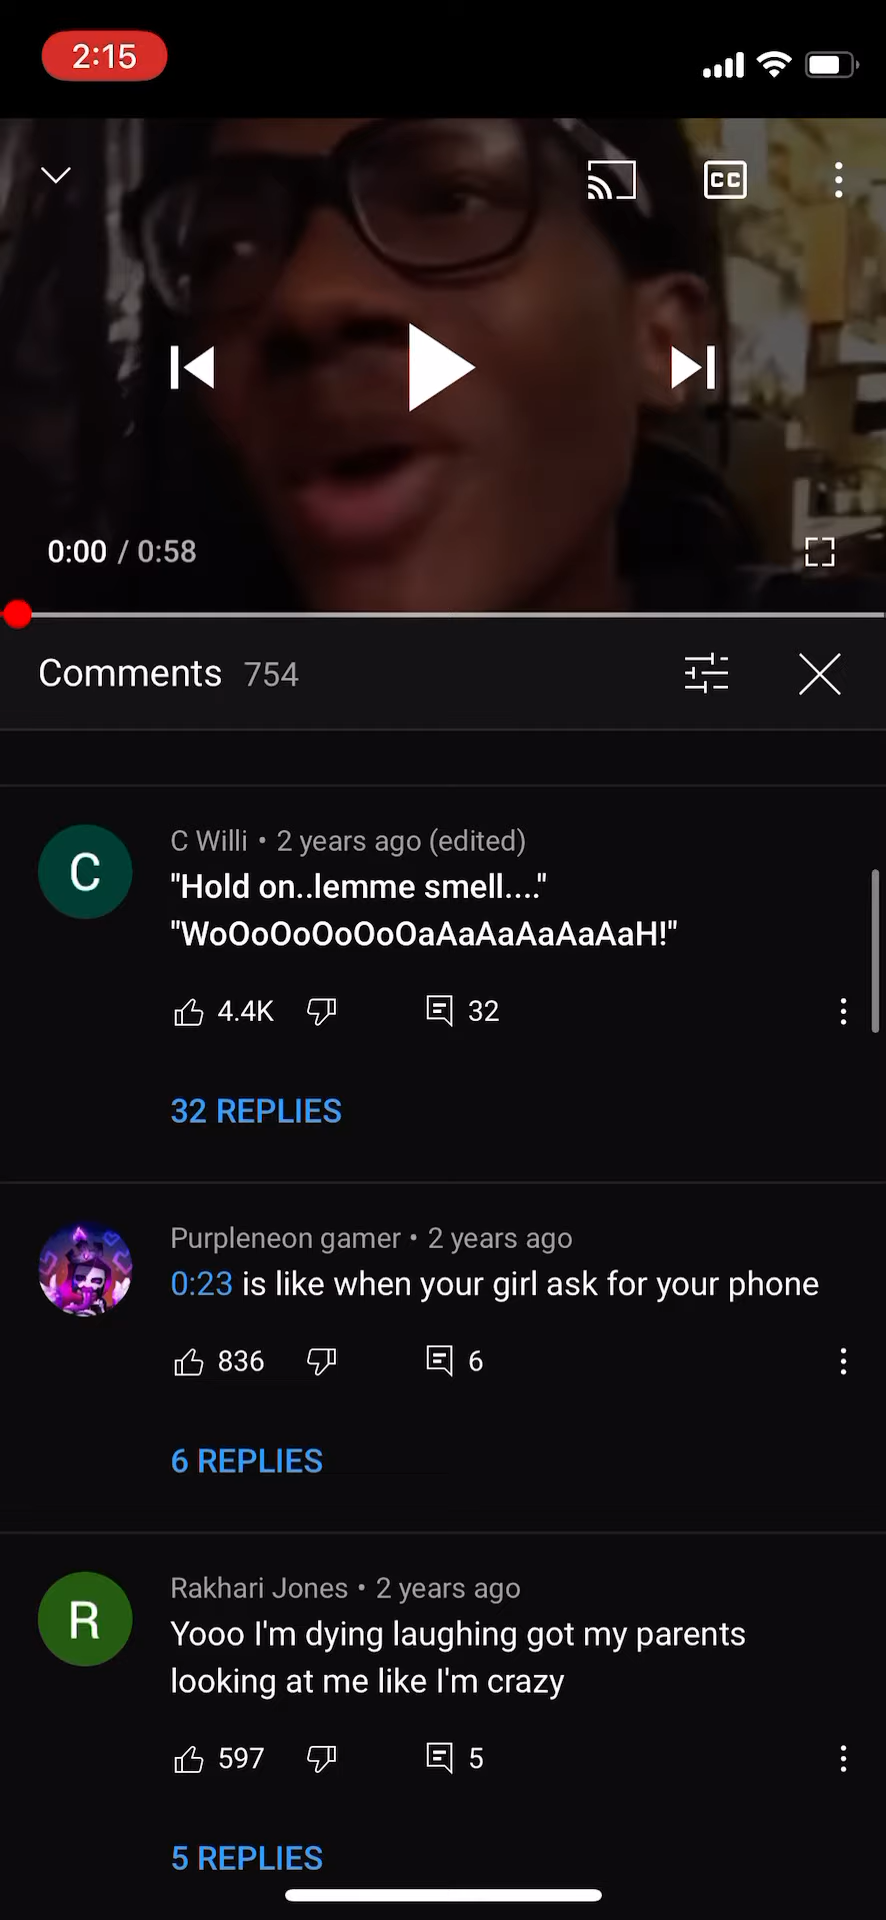 2:15
CC
0:00 / 0:58
Comments 754
C
C Willi • 2 years ago (edited)
"Hold on..lemme smell...."
"WoOoOoOoOoOaAaAaAaAaAaH!"
4.4K 32
32 REPLIES
Purpleneon gamer • 2 years ago
0:23 is like when your girl ask for your phone
836 6
6 REPLIES
R
Rakhari Jones • 2 years ago
Yooo I'm dying laughing got my parents
looking at me like I'm crazy
597 5
5 REPLIES